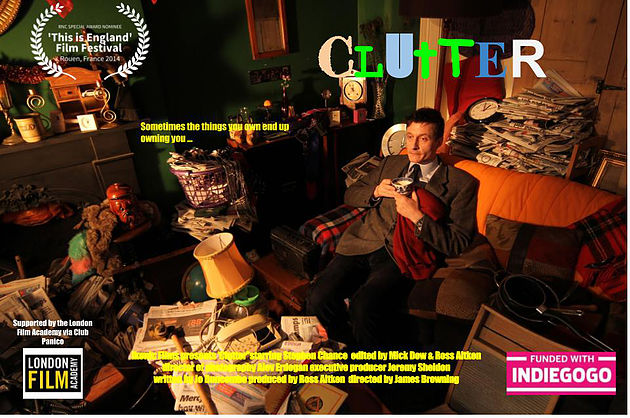 RNC SPECIAL AWARD NOMINEE
'This is England'
Film Festival
Rouen, France 2014
CLUTTER
Sometimes the things you own end up
owning you ...
Supported by the London
Film Academy via Club
Panico
LONDON
FILM
ACADEMY
Films presents 'Clutter' starring Stephen Chance edited by Mick Dew & Ross Aitken
director of photography Alev Erdogan executive producer Jeremy Sheldon
written by Jo produced by Ross Aitken directed by James Browning
FUNDED WITH
INDIEGOGO